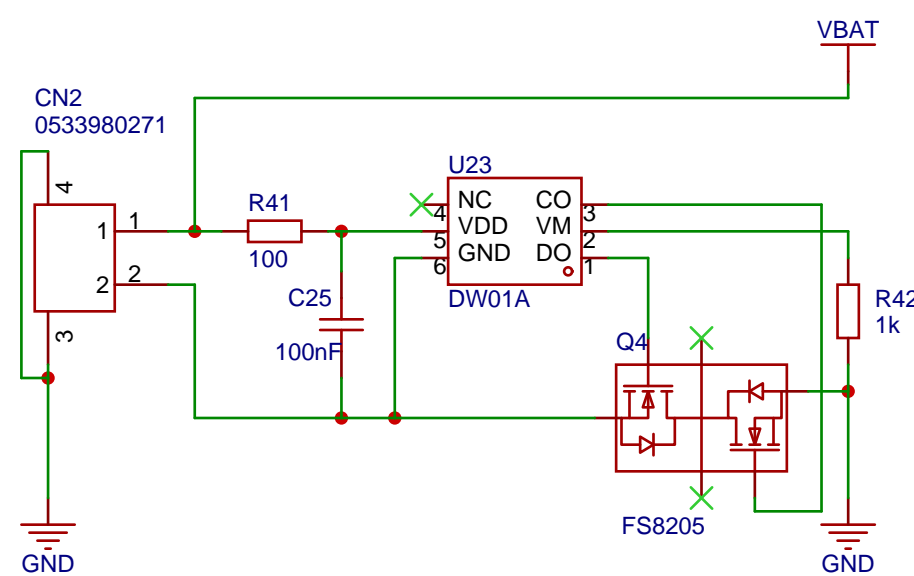 VBAT
CN2
0533980271
4
1
1
2
2
3
GND
R41
100
C25
100nF
U23
NC
VDD
GND
CO
VM
DO
4
5
6
3
2
1
DW01A
R42
1k
Q4
FS8205
GND